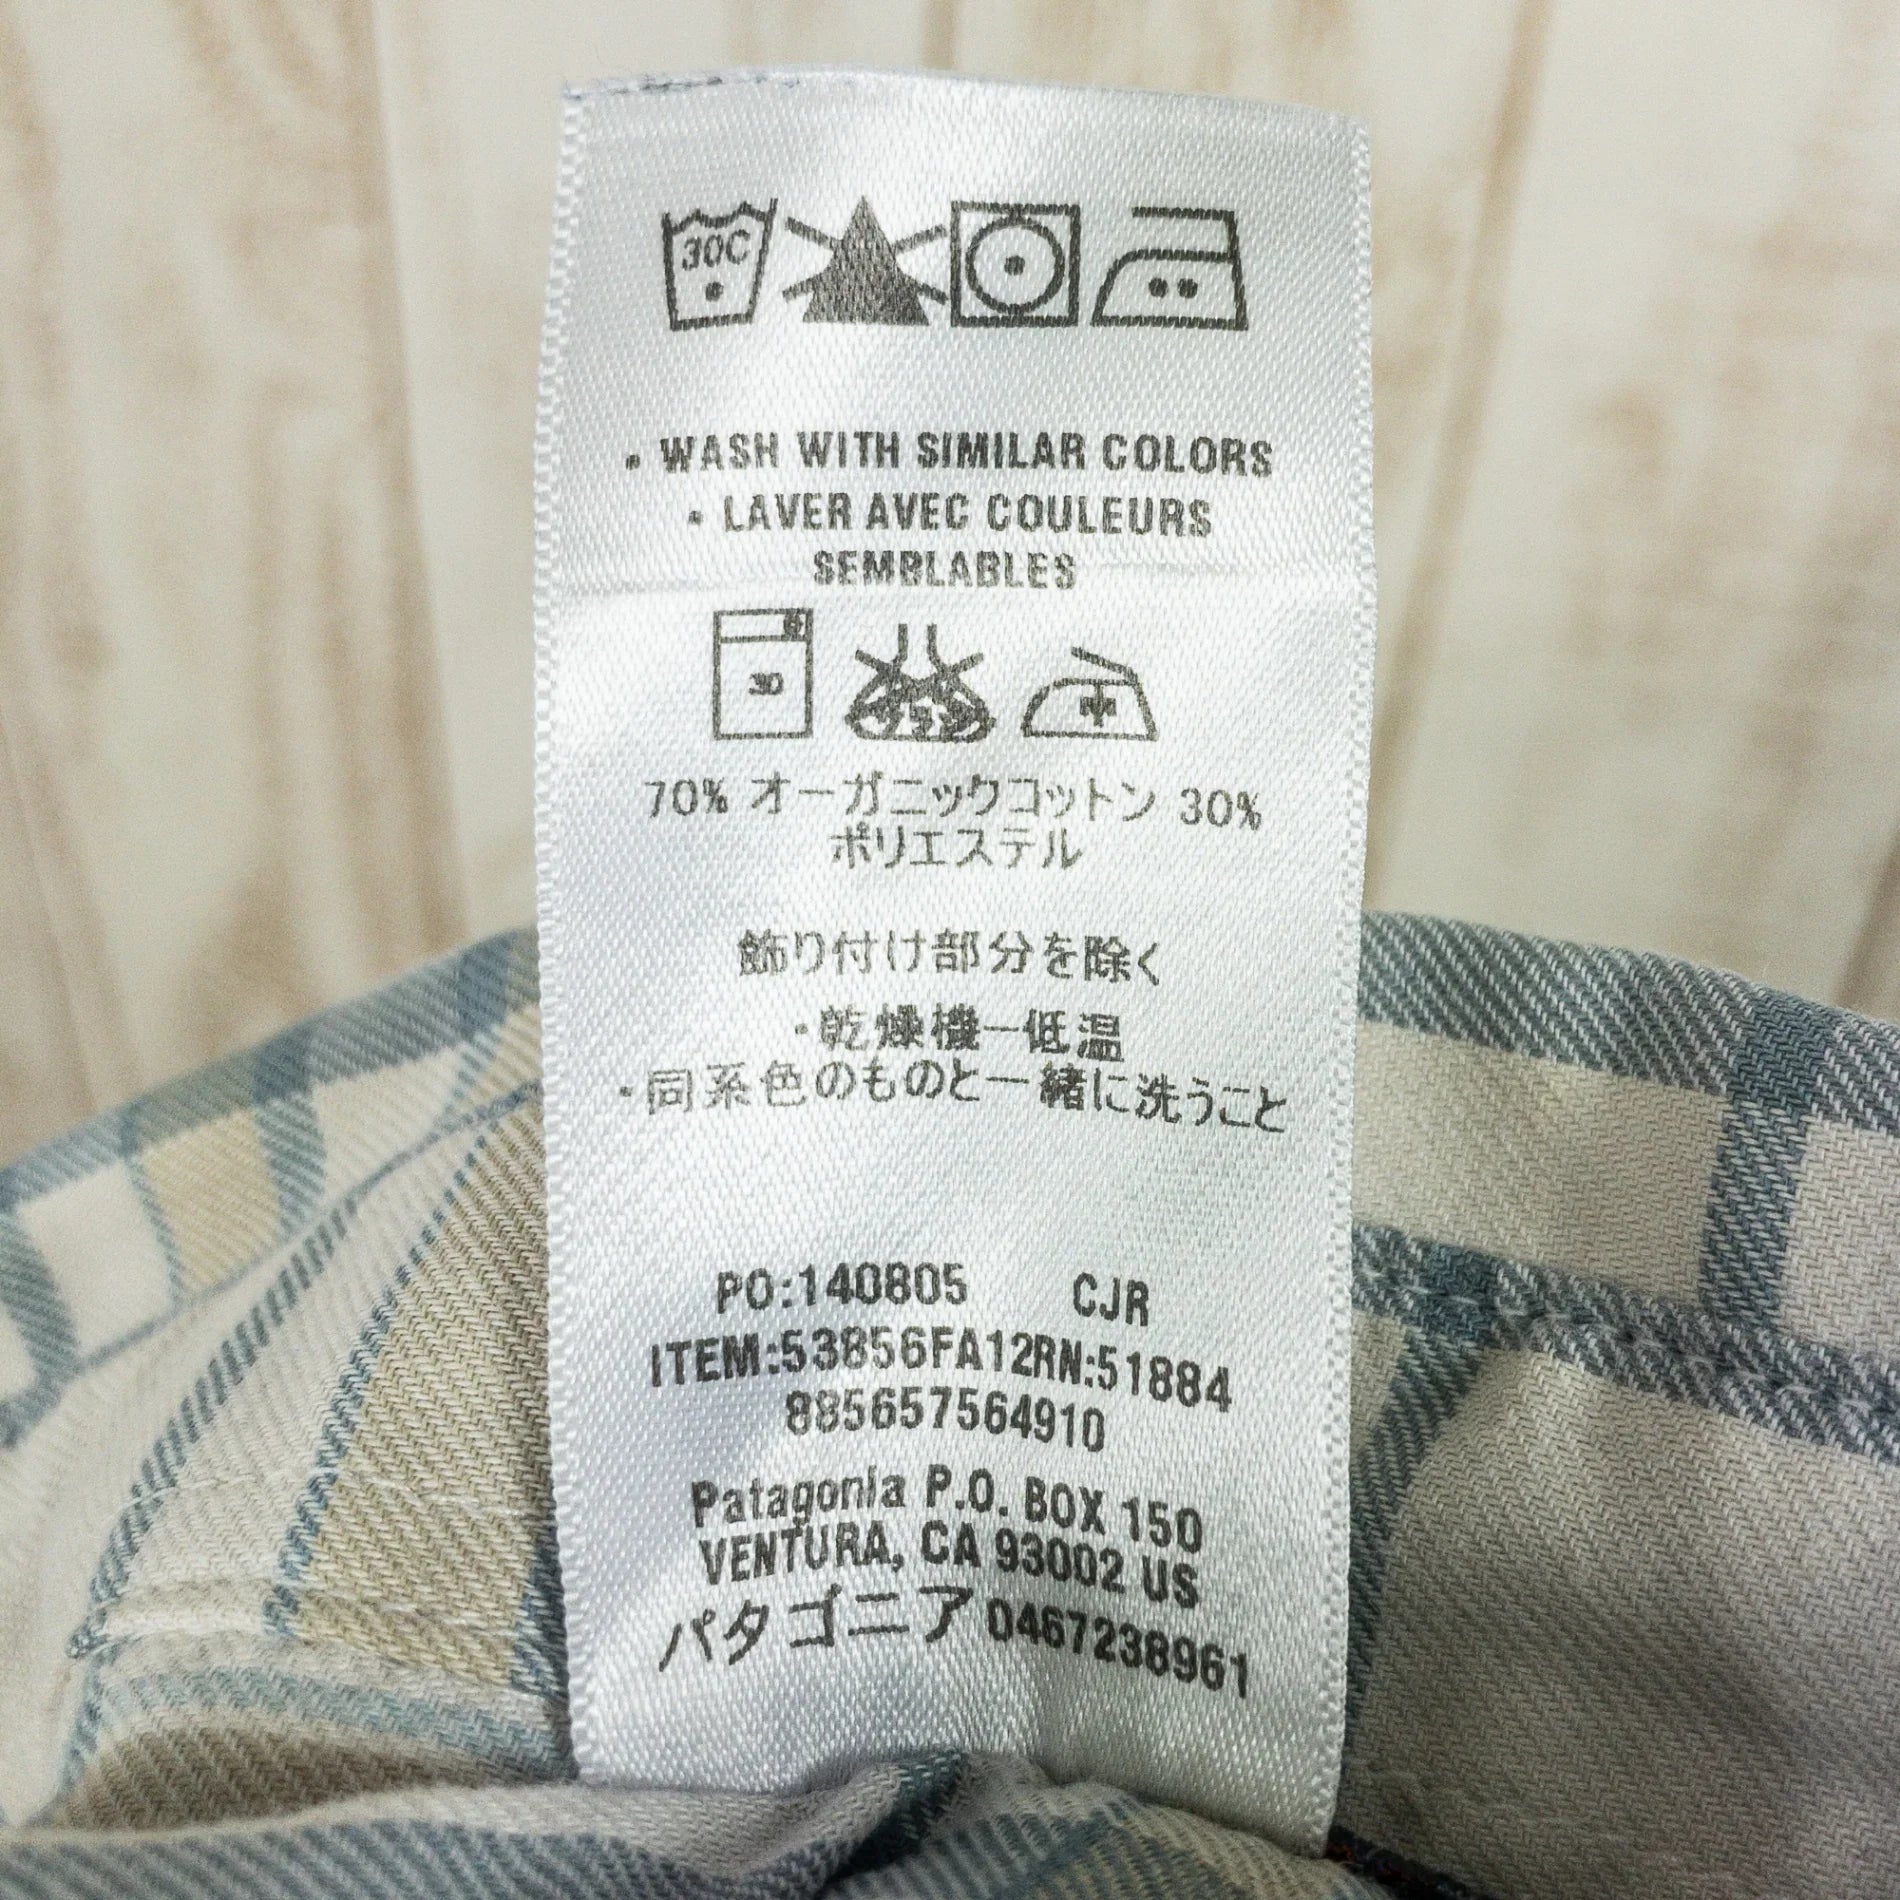 30C
• WASH WITH SIMILAR COLORS
• LAVER AVEC COULEURS
SEMBLABLES
30 中
70% オーガニックコットン 30%
ポリエステル
飾り付け部分を除く
・乾燥機ー低温
・同系色のものと一緒に洗うこと
PO:140805 CJR
ITEM:53856FA12RN:51884
885657564910
Patagonia P.O. BOX 150
VENTURA, CA 93002 US
パタゴニア 0467238961